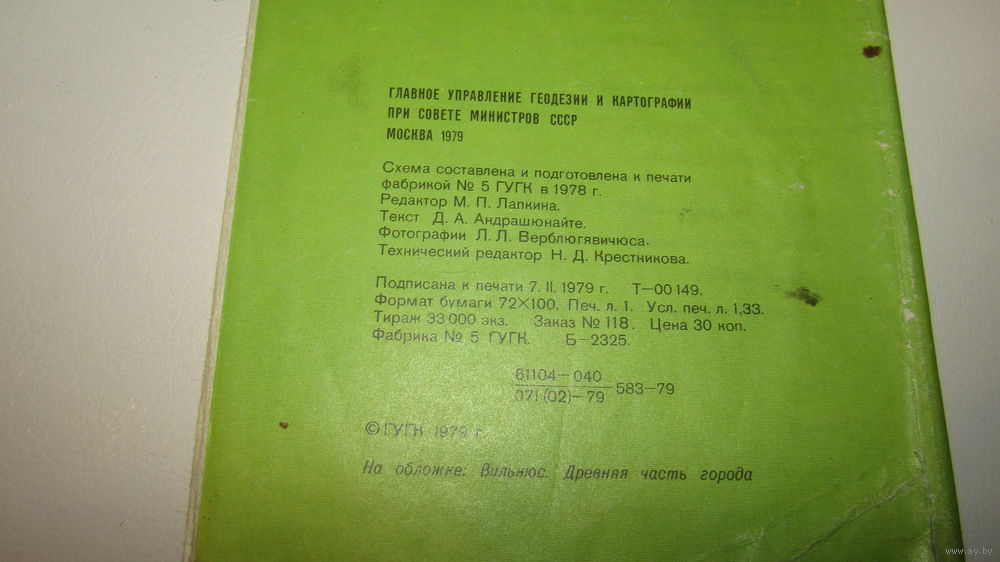 ГЛАВНОЕ УПРАВЛЕНИЕ ГЕОДЕЗИИ И КАРТОГРАФИИ
ПРИ СОВЕТЕ МИНИСТРОВ СССР
МОСКВА 1979
Схема составлена и подготовлена к печати
фабрикой № 5 ГУГК в 1978 г.
Редактор М. П. Лапкина.
Текст Д. А. Андрашюнайте.
Фотографии Л. Л. Верблюгявичюса.
Технический редактор Н. Д. Крестникова.
Подписана к печати 7. II. 1979 г. Т—00149.
Формат бумаги 72×100. Печ. л. 1. Усл. печ. л. 1,33.
Тираж 33 000 экз. Заказ № 118. Цена 30 коп.
Фабрика № 5 ГУГК. Б—2325.
61104—040
071(02)—79
583—79
© ГУГК 1979 г
На обложке: Вильнюс. Древняя часть города
www.ay.by